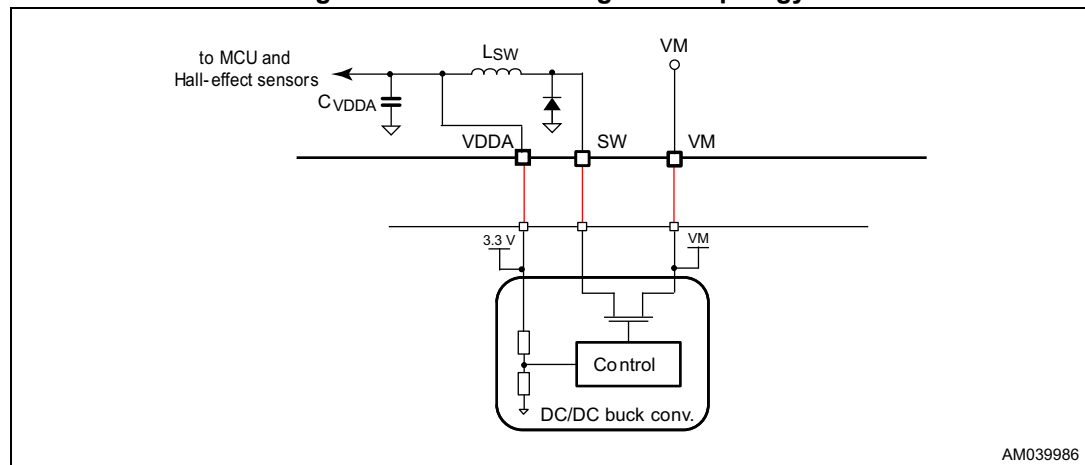 to MCU and
Hall-effect sensors
LSW
VM
CVDDA
VDDA
SW
VM
3.3 V
VM
Control
DC/DC buck conv.
AM039986